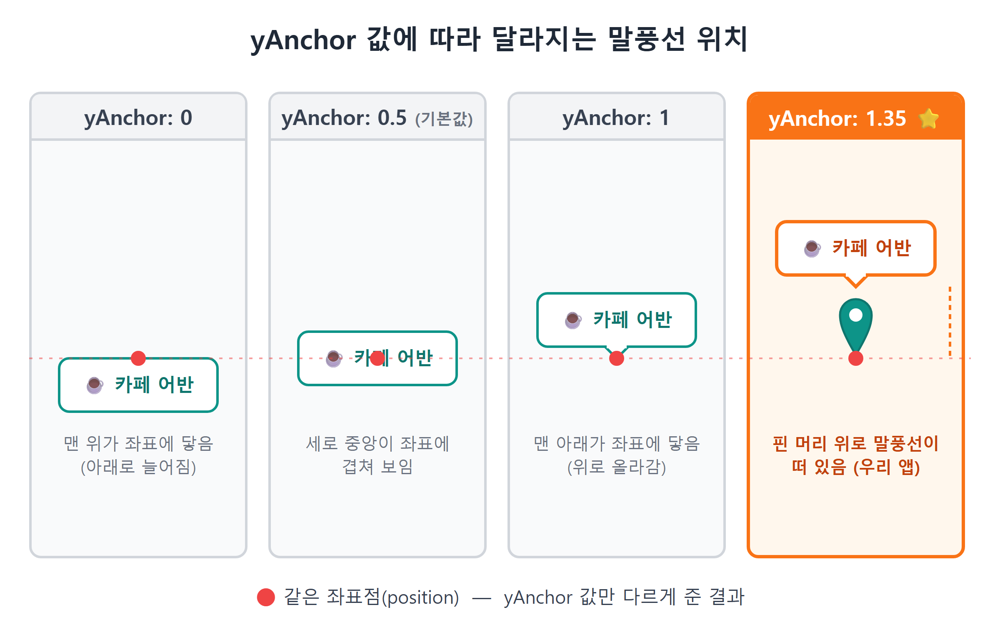 yAnchor 값에 따라 달라지는 말풍선 위치
yAnchor: 0
카페 어반
맨 위가 좌표에 닿음
(아래로 늘어짐)
yAnchor: 0.5 (기본값)
카페 어반
세로 중앙이 좌표에
겹쳐 보임
yAnchor: 1
카페 어반
맨 아래가 좌표에 닿음
(위로 올라감)
yAnchor: 1.35
카페 어반
핀 머리 위로 말풍선이
떠 있음 (우리 앱)
같은 좌표점(position) — yAnchor 값만 다르게 준 결과